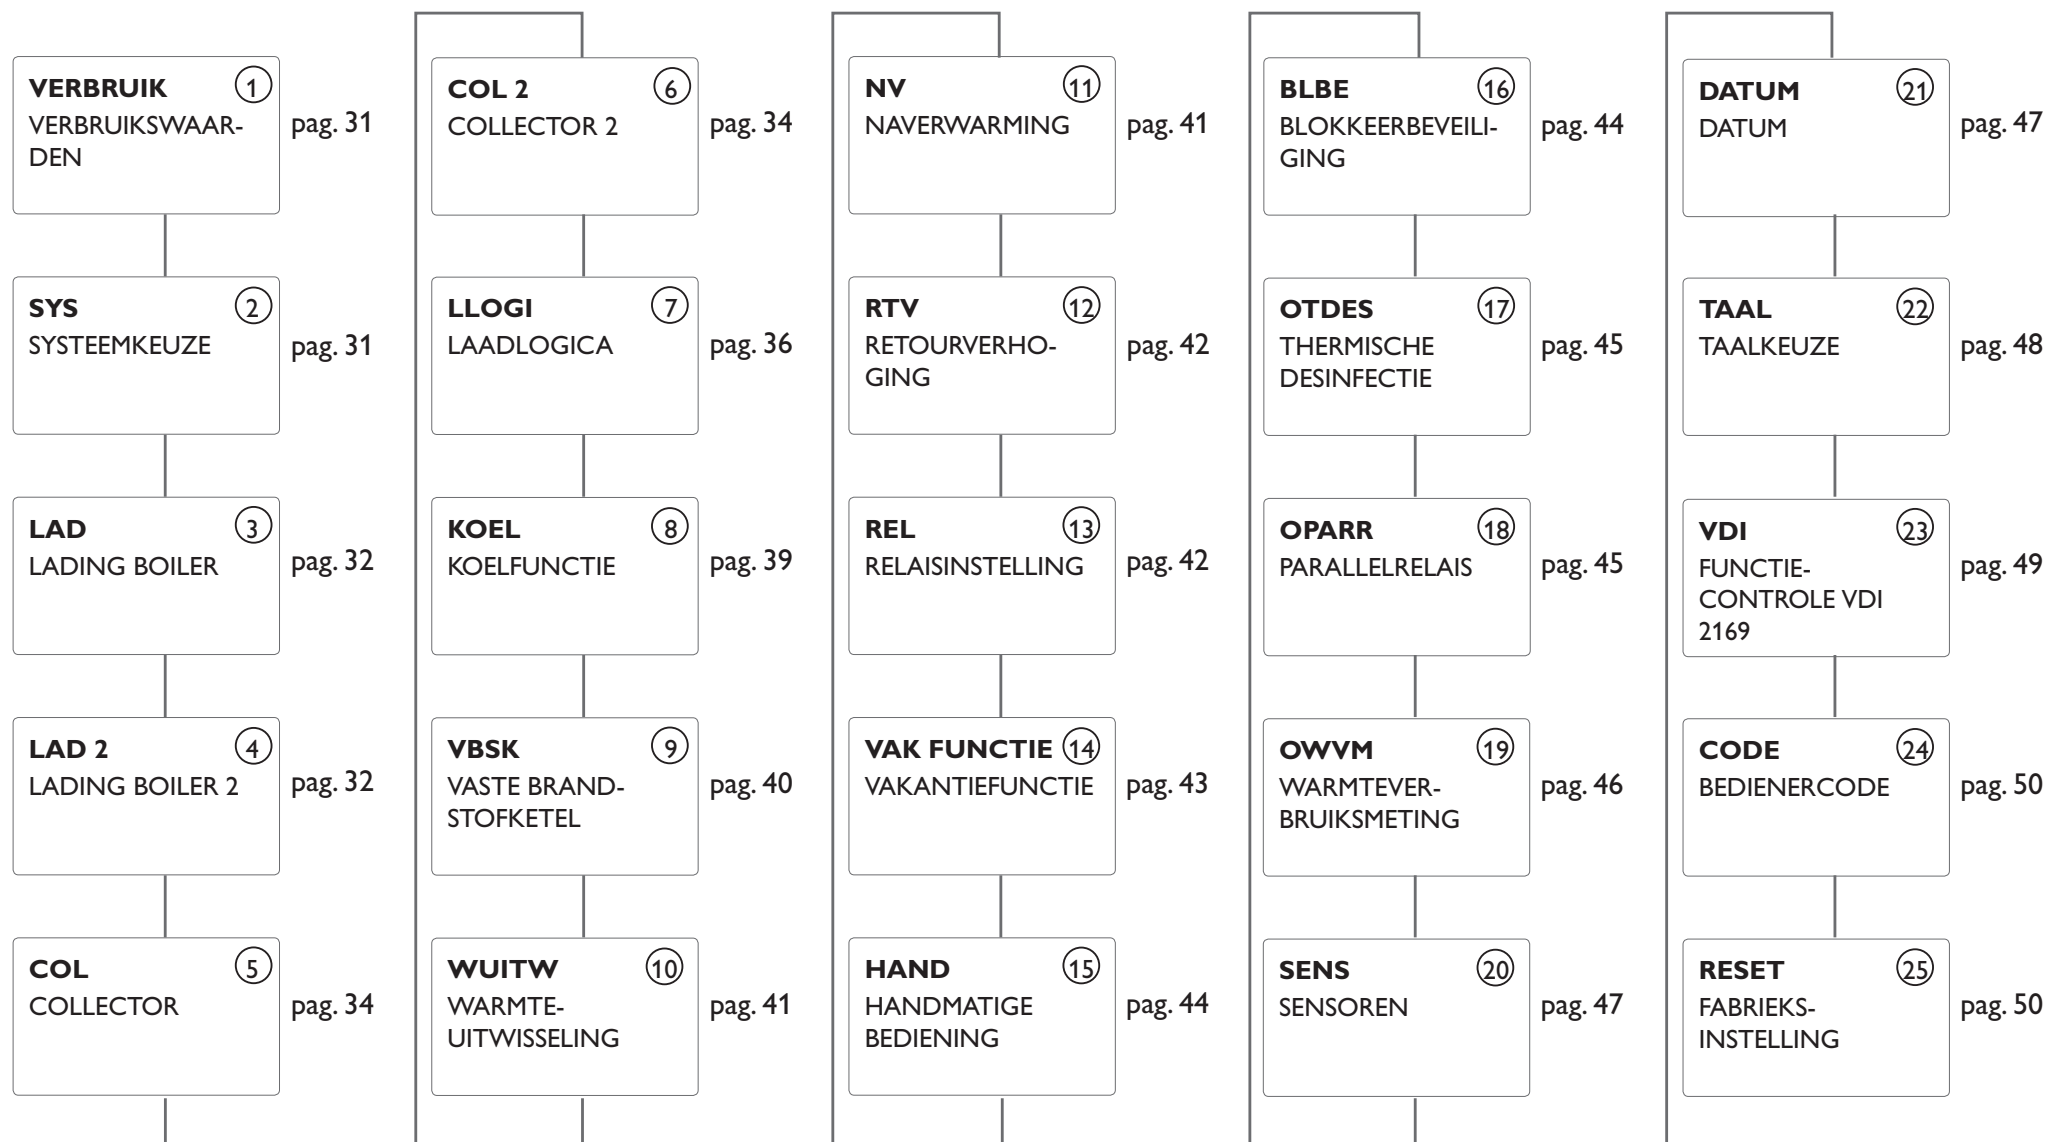 VERBRUIK 1
VERBRUIKSWAAR-
DEN
pag. 31
SYS 2
SYSTEEMKEUZE
pag. 31
LAD 3
LADING BOILER
pag. 32
LAD 2 4
LADING BOILER 2
pag. 32
COL 5
COLLECTOR
pag. 34
COL 2 6
COLLECTOR 2
pag. 34
LLOGI 7
LAADLOGICA
pag. 36
KOEL 8
KOELFUNCTIE
pag. 39
VBSK 9
VASTE BRAND-
STOFKETEL
pag. 40
WUITW 10
WARMTE-
UITWISSELING
pag. 41
NV 11
NAVERWARMING
pag. 41
RTV 12
RETOURVERHO-
GING
pag. 42
REL 13
RELAISINSTELLING
pag. 42
VAK FUNCTIE 14
VAKANTIEFUNCTIE
pag. 43
HAND 15
HANDMATIGE
BEDIENING
pag. 44
BLBE 16
BLOKKEERBEVEILI-
GING
pag. 44
OTDES 17
THERMISCHE
DESINFECTIE
pag. 45
OPARR 18
PARALLELRELAIS
pag. 45
OWVM 19
WARMTEVER-
BRUIKSMETING
pag. 46
SENS 20
SENSOREN
pag. 47
DATUM 21
DATUM
pag. 47
TAAL 22
TAALKEUZE
pag. 48
VDI 23
FUNCTIE-
CONTROLE VDI
2169
pag. 49
CODE 24
BEDIENERCODE
pag. 50
RESET 25
FABRIEKS-
INSTELLING
pag. 50